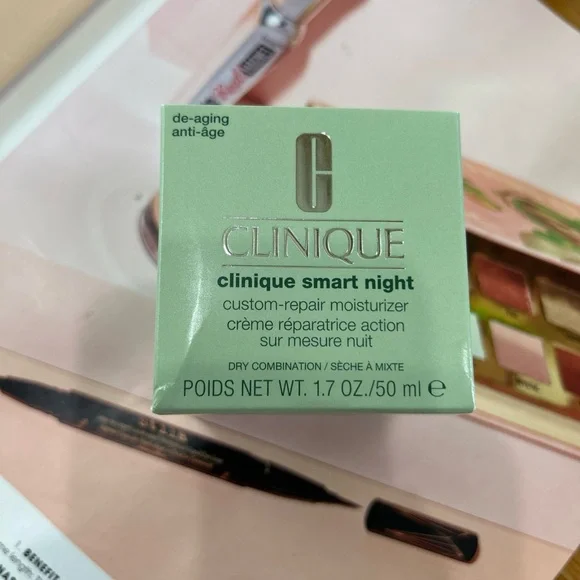 de-aging
anti-âge
C
CLINIQUE
clinique smart night
custom-repair moisturizer
crème réparatrice action
sur mesure nuit
DRY COMBINATION / SÈCHE À MIXTE
POIDS NET WT. 1.7 OZ./50 ml e
1. BENEFIT